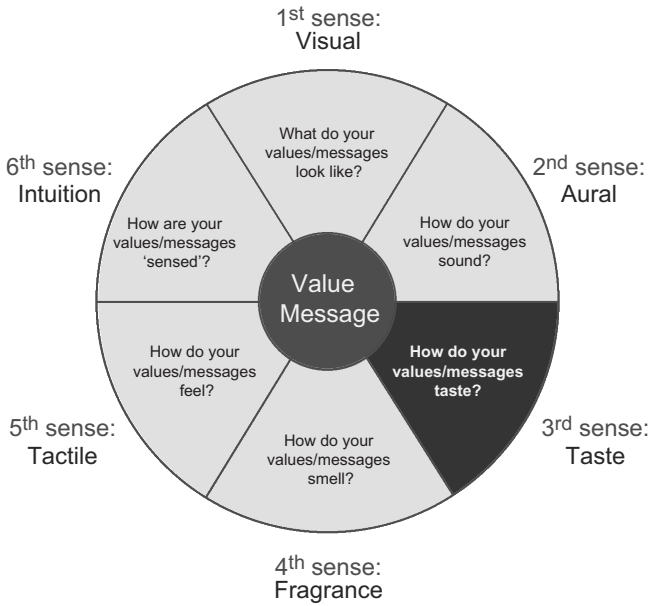 1st sense:
Visual
2nd sense:
Aural
3rd sense:
Taste
4th sense:
Fragrance
5th sense:
Tactile
6th sense:
Intuition
What do your
values/messages
look like?
How do your
values/messages
sound?
How do your
values/messages
taste?
How do your
values/messages
smell?
How do your
values/messages
feel?
How are your
values/messages
‘sensed’?
Value
Message